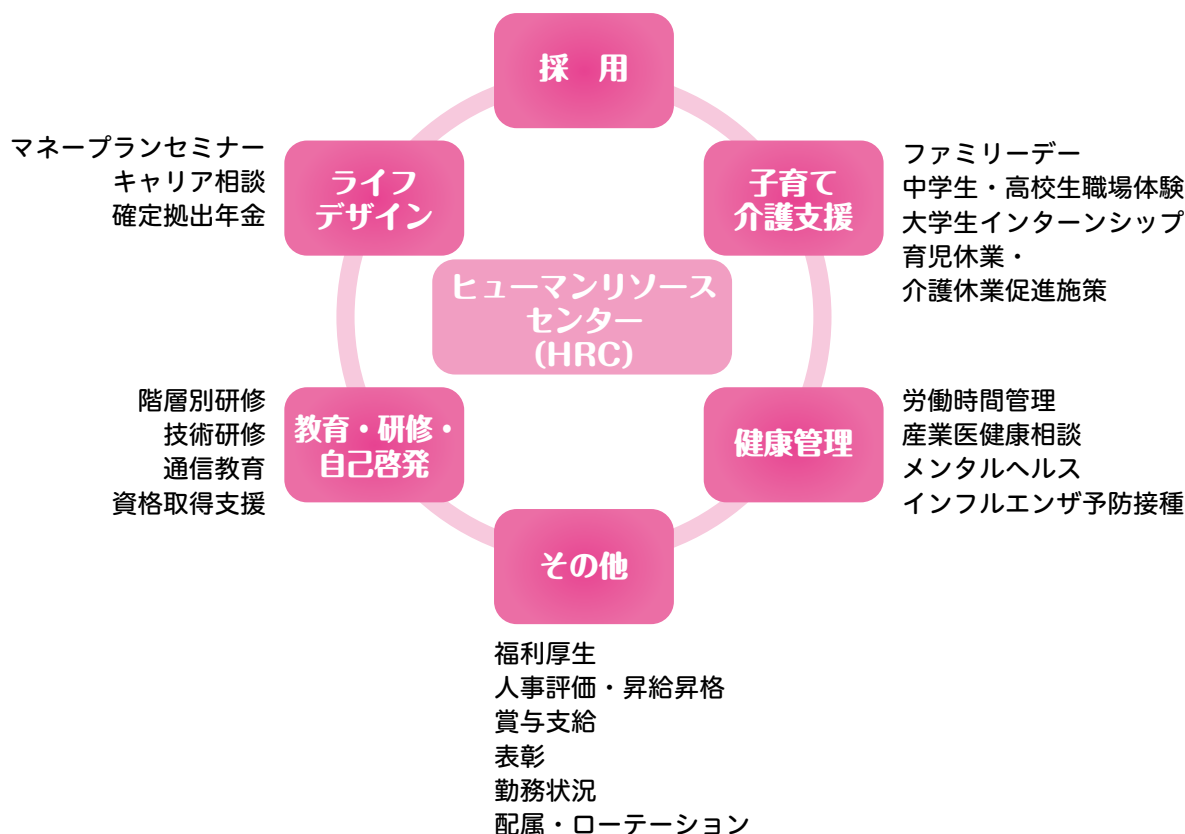 採　用
マネープランセミナー
キャリア相談
確定拠出年金
ライフ
デザイン
子育て
介護支援
ファミリーデー
中学生・高校生職場体験
大学生インターンシップ
育児休業・
介護休業促進施策
ヒューマンリソース
センター
(HRC)
階層別研修
技術研修
通信教育
資格取得支援
教育・研修・
自己啓発
健康管理
労働時間管理
産業医健康相談
メンタルヘルス
インフルエンザ予防接種
その他
福利厚生
人事評価・昇給昇格
賞与支給
表彰
勤務状況
配属・ローテーション